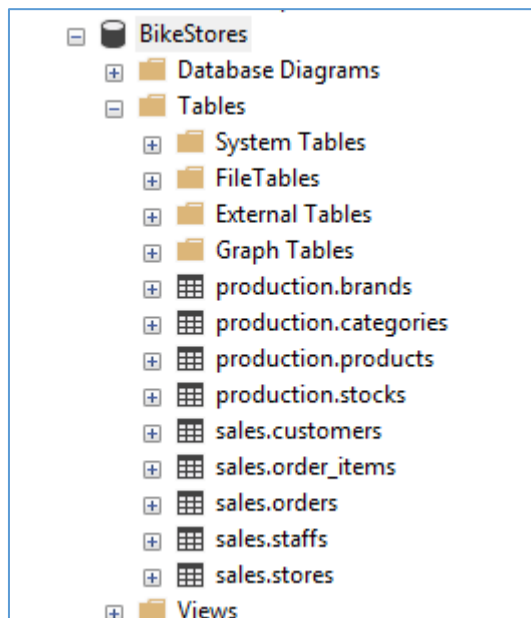 BikeStores
Database Diagrams
Tables
System Tables
FileTables
External Tables
Graph Tables
production.brands
production.categories
production.products
production.stocks
sales.customers
sales.order_items
sales.orders
sales.staffs
sales.stores
Views